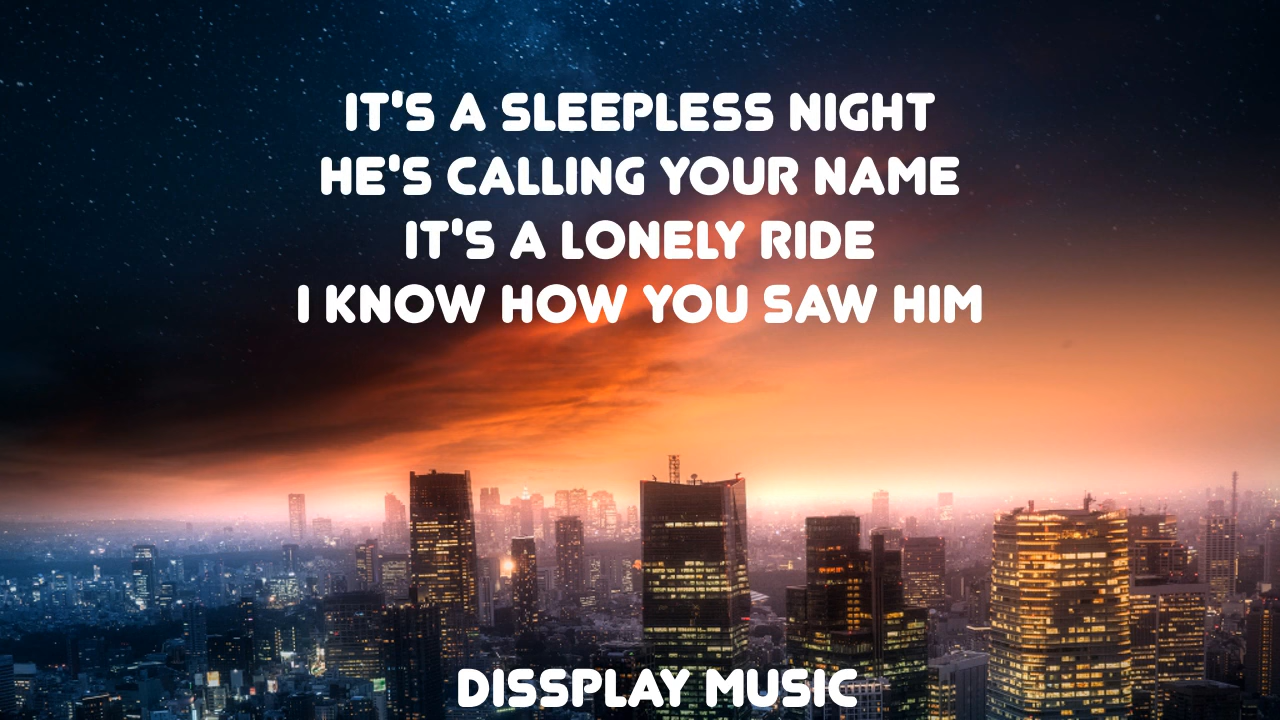 IT'S A SLEEPLESS NIGHT
HE'S CALLING YOUR NAME
IT'S A LONELY RIDE
I KNOW HOW YOU SAW HIM
DISSPLAY MUSIC